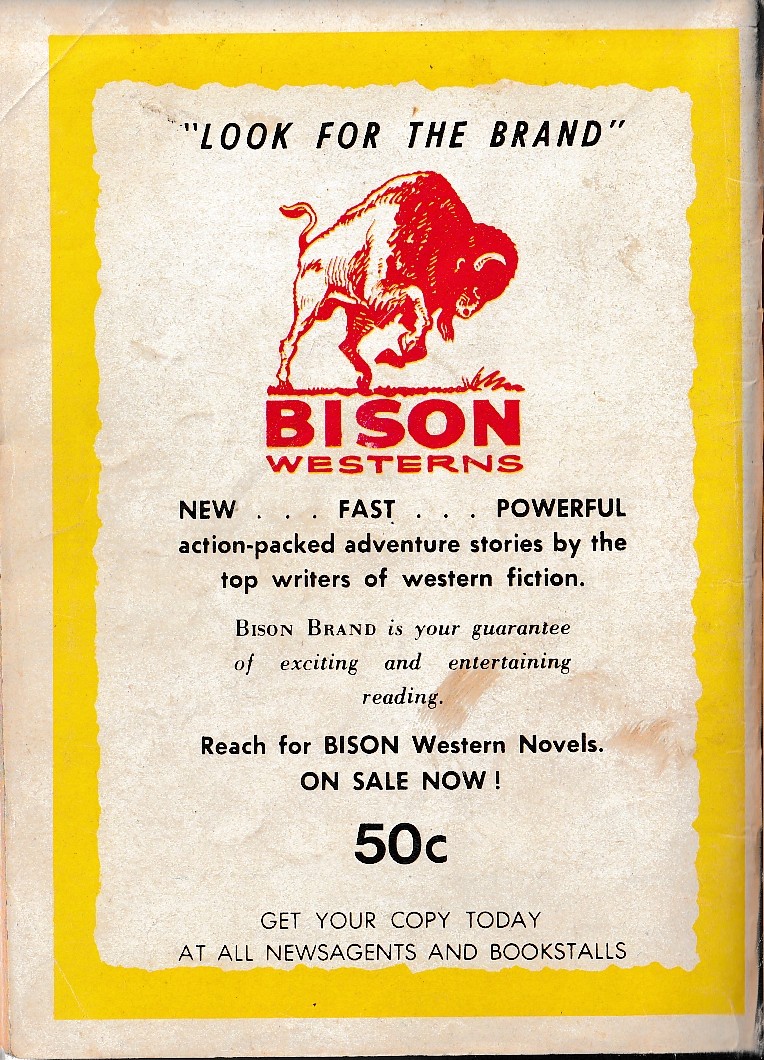 "LOOK FOR THE BRAND"
BISON
WESTERNS
NEW . . . FAST . . . POWERFUL
action-packed adventure stories by the
top writers of western fiction.
BISON BRAND is your guarantee
of exciting and entertaining
reading.
Reach for BISON Western Novels.
ON SALE NOW!
50c
GET YOUR COPY TODAY
AT ALL NEWSAGENTS AND BOOKSTALLS